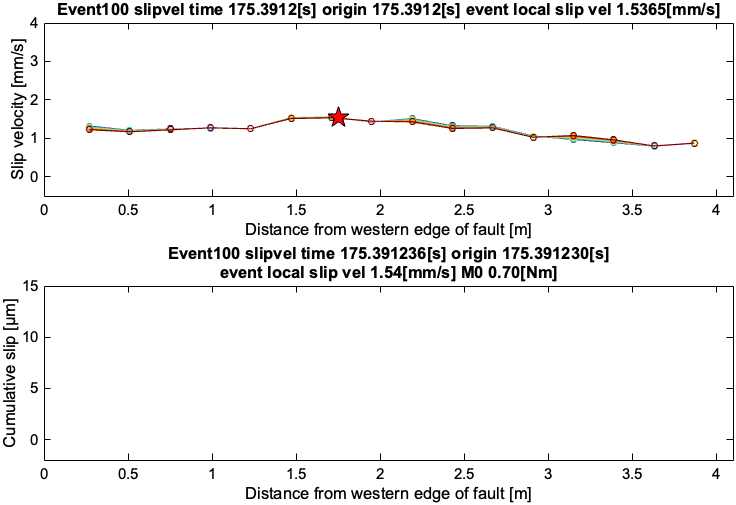 Event100 slipvel time 175.3912[s] origin 175.3912[s] event local slip vel 1.5365[mm/s]
4
3
2
1
0
Slip velocity [mm/s]
0 0.5 1 1.5 2 2.5 3 3.5 4
Distance from western edge of fault [m]
Event100 slipvel time 175.391236[s] origin 175.391230[s]
event local slip vel 1.54[mm/s] M0 0.70[Nm]
15
10
5
0
Cumulative slip [μm]
0 0.5 1 1.5 2 2.5 3 3.5 4
Distance from western edge of fault [m]